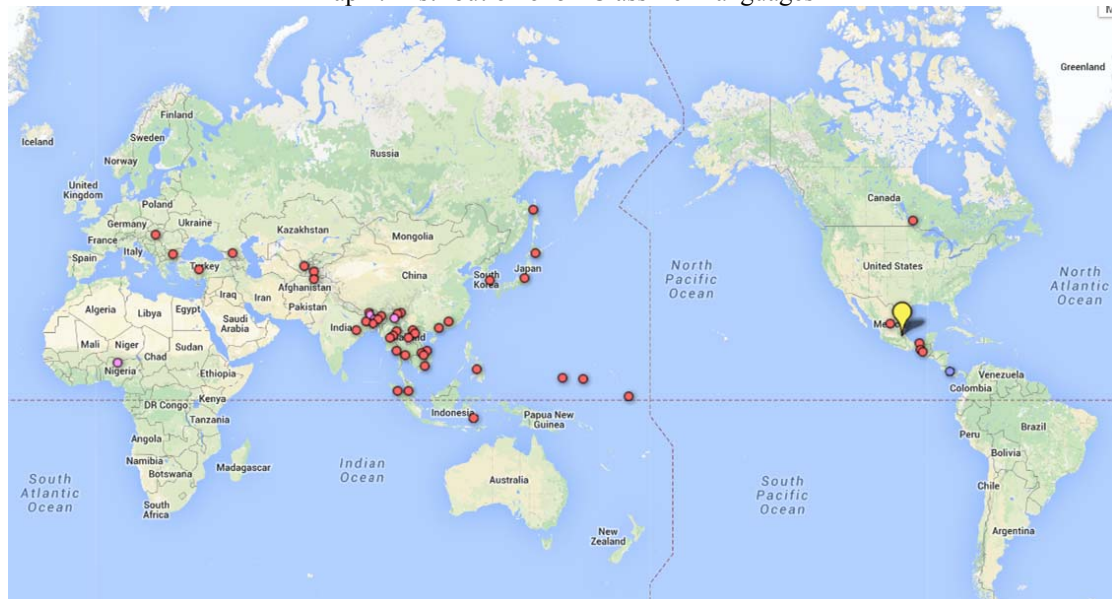 Greenland
Iceland
Finland
Sweden
Norway
Russia
United
Kingdom
Canada
Poland
Germany
Ukraine
France
Kazakhstan
Mongolia
Italy
Spain
Turkey
United States
North
Pacific
Ocean
North
Atlantic
Ocean
China
South
Korea
Japan
Afghanistan
Iraq
Iran
Pakistan
Algeria
Libya
Egypt
Saudi
Arabia
India
Mali
Niger
Sudan
Chad
Nigeria
Ethiopia
Venezuela
Colombia
Kenya
DR Congo
Tanzania
Indonesia
Papua New
Guinea
Brazil
Peru
Angola
Bolivia
Namibia
Botswana
Madagascar
Indian
Ocean
Australia
South
Pacific
Ocean
South
Atlantic
Ocean
Chile
South
Africa
New
Zealand
Argentina